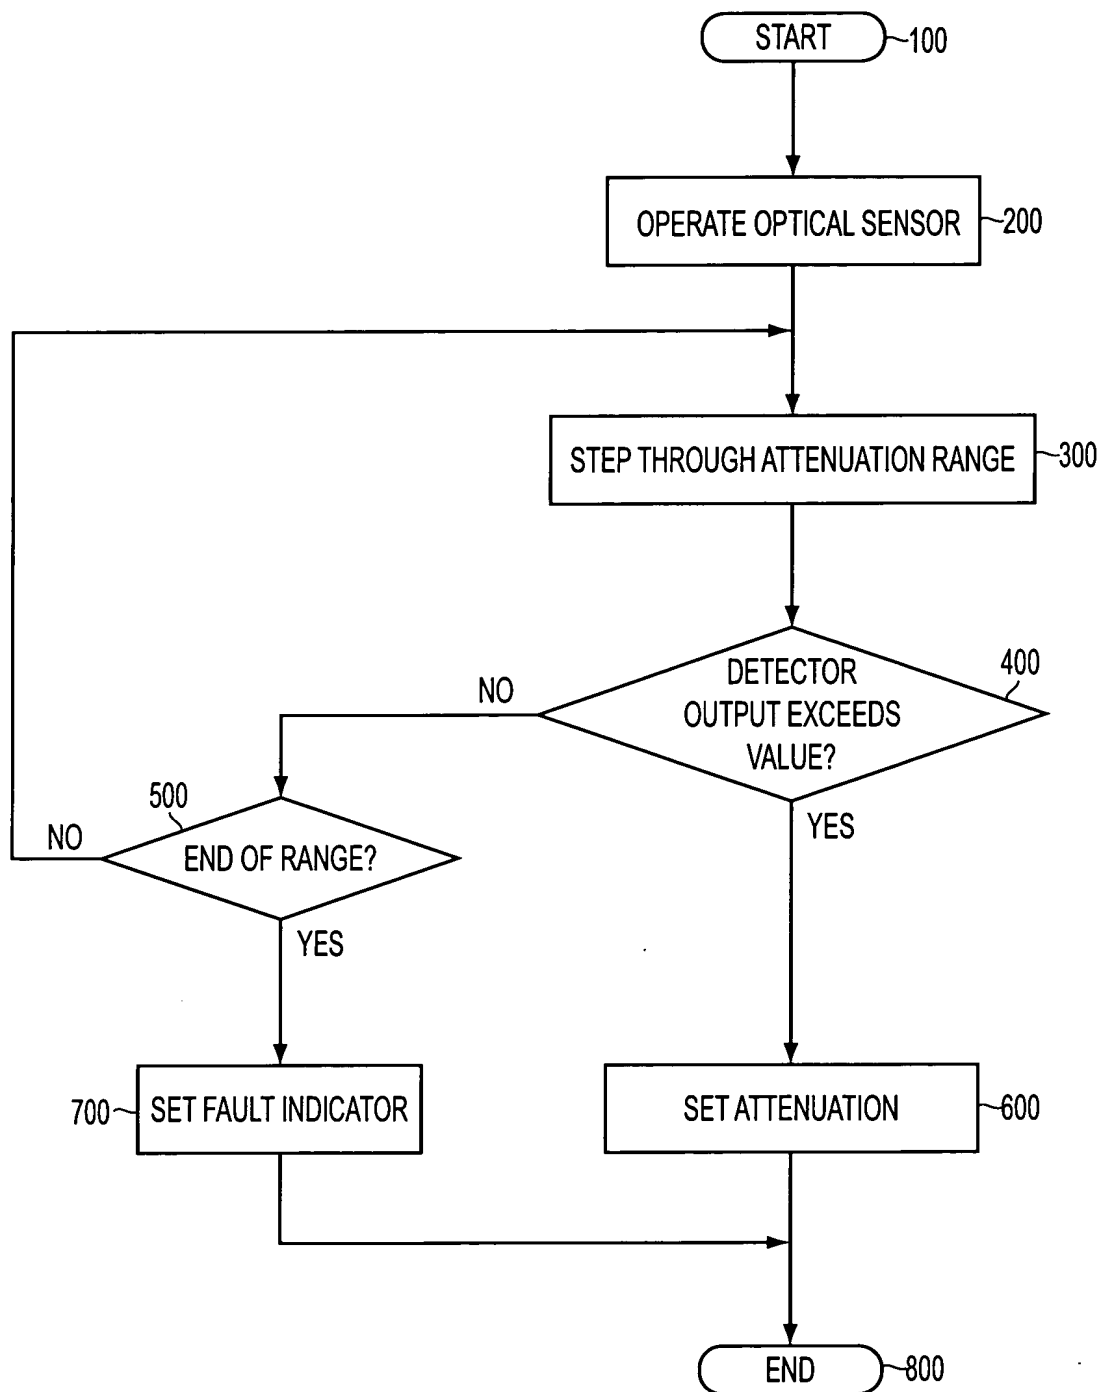 START
100
OPERATE OPTICAL SENSOR
200
STEP THROUGH ATTENUATION RANGE
300
DETECTOR
OUTPUT EXCEEDS
VALUE?
400
NO
YES
500
END OF RANGE?
NO
YES
700
SET FAULT INDICATOR
SET ATTENUATION
600
END
800